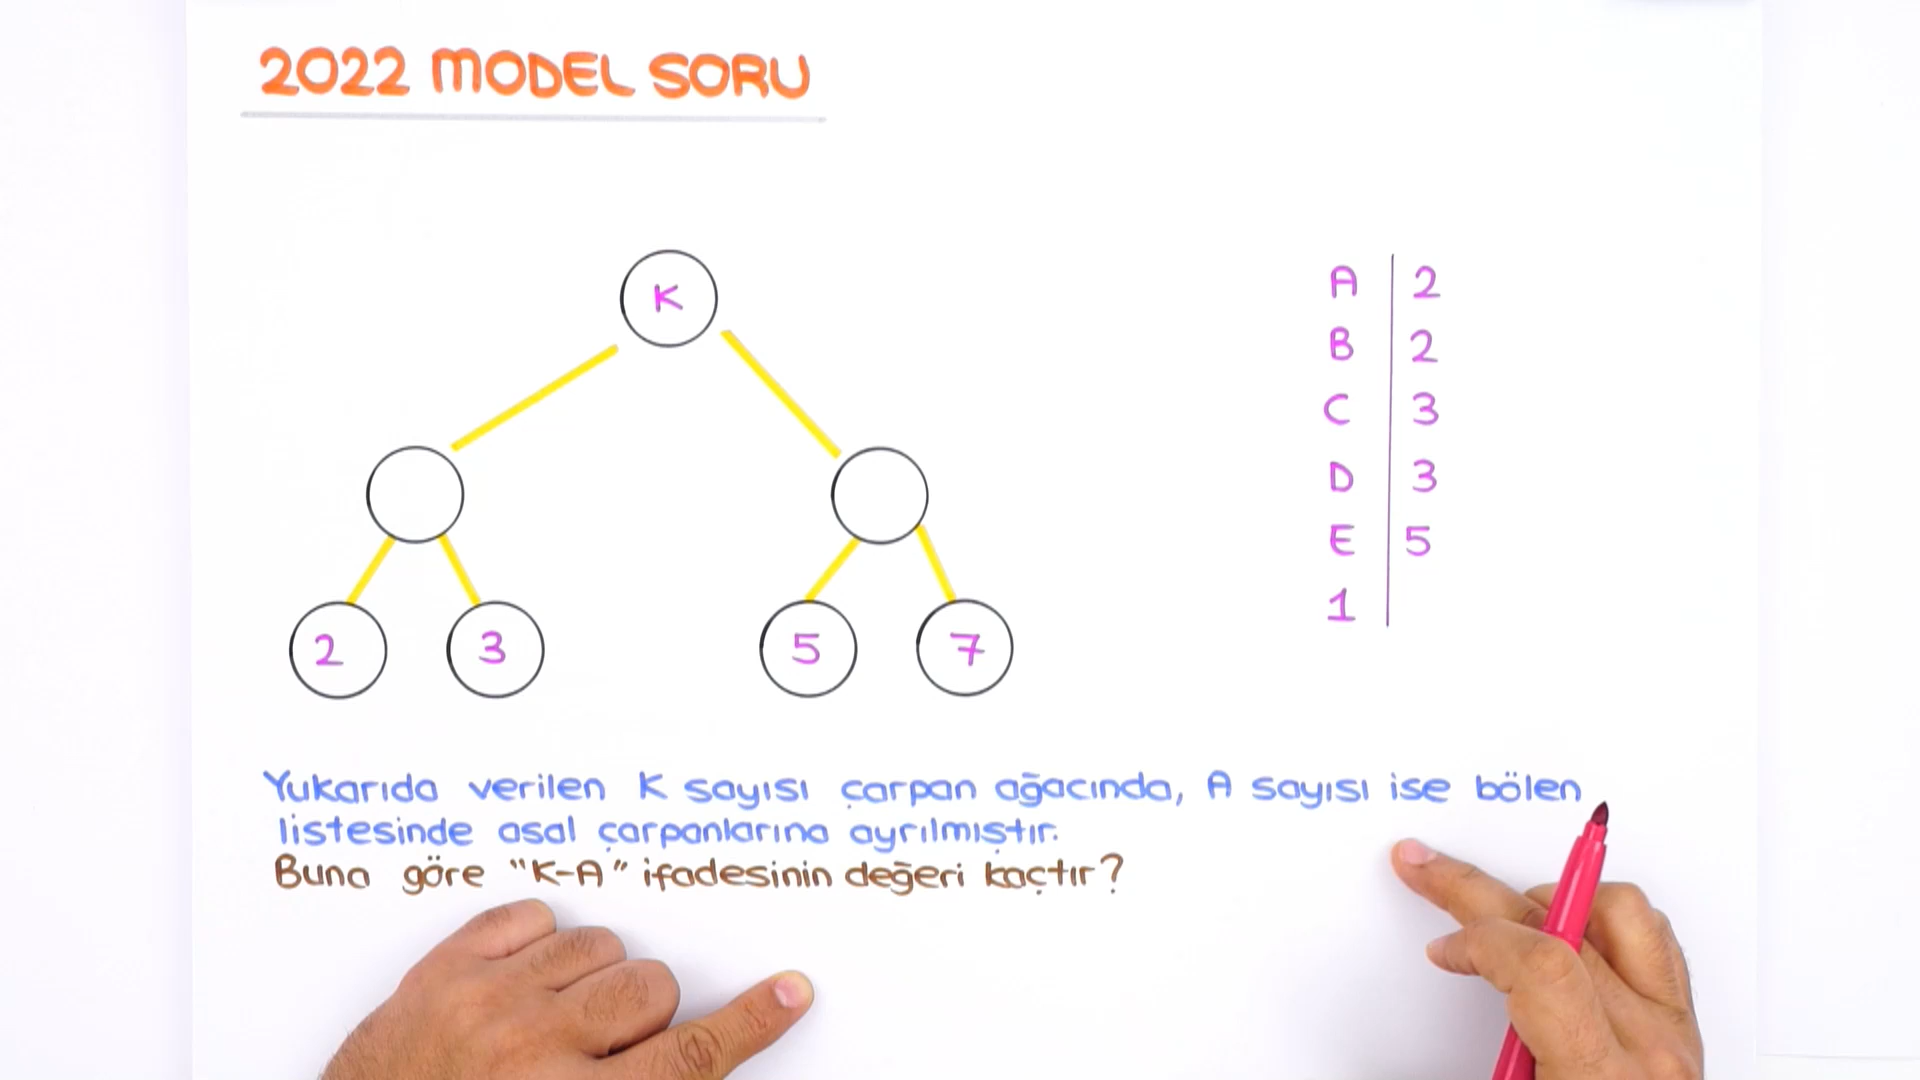 2022 MODEL SORU
K
2 3 5 7
A 2
B 2
C 3
D 3
E 5
1
Yukarıda verilen K sayısı çarpan ağacında, A sayısı ise bölen
listesinde asal çarpanlarına ayrılmıştır.
Buna göre "K-A" ifadesinin değeri kaçtır?